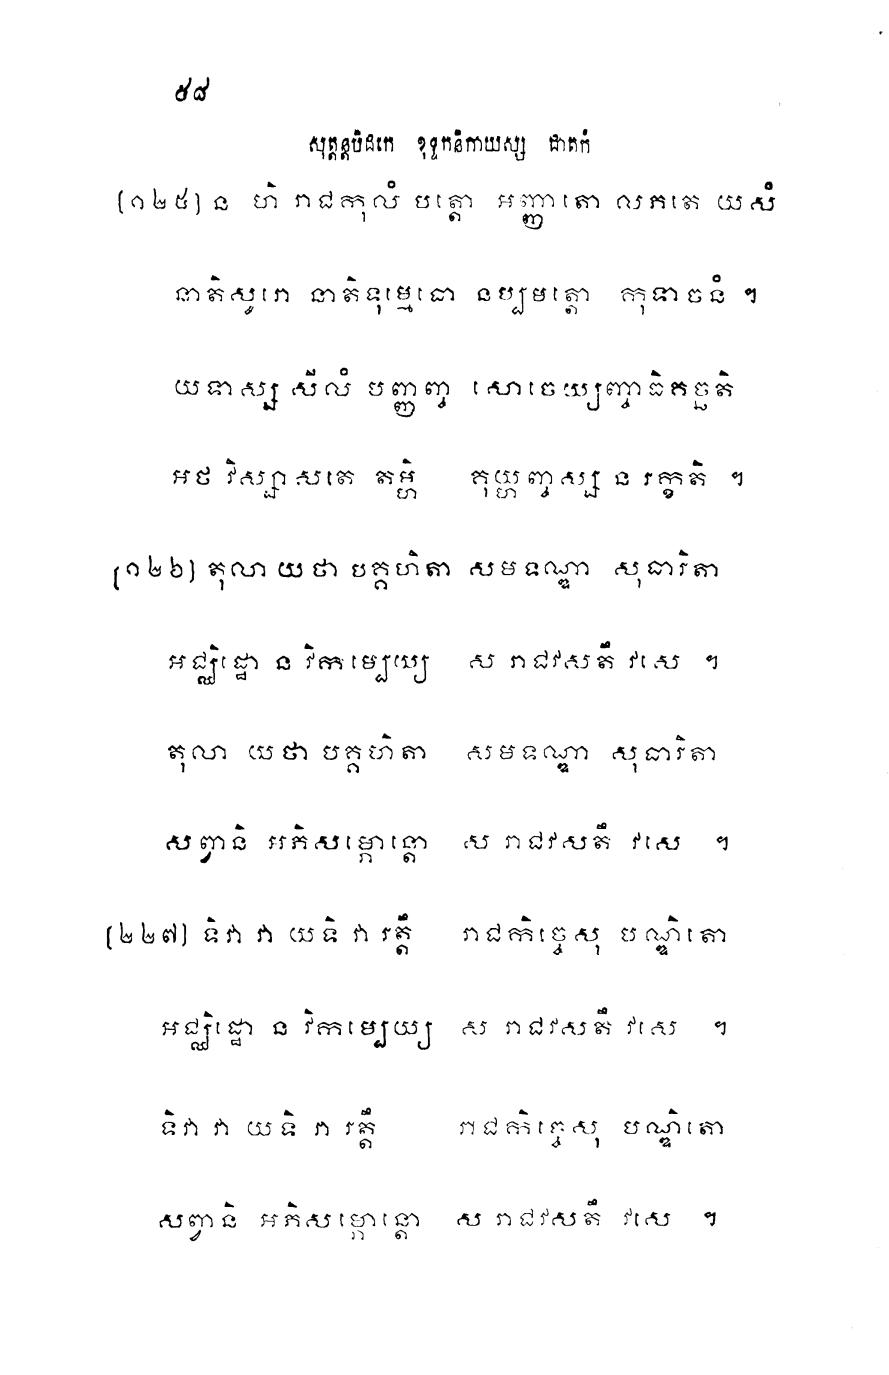 ៥៨
សុត្តន្តបិដកេ ខុទ្ទកនិកាយស្ស ជាតកំ
(១២៥) ន ហិ រាជកុលំ បត្តោ អញ្ញាតោ លភតេ យសំ
នាតិសូរោ នាតិទុម្មេធោ នប្បមត្តោ កុទាចនំ ។
យទាស្ស សីលំ បញ្ញញ្ច សោចេយ្យញ្ចាធិគច្ឆតិ
អថ វិស្សាសតេ តម្ហិ គុយ្ហញ្ចស្ស ន រក្ខតិ ។
(១២៦) តុលា យថា បគ្គហិតា សមទណ្ឌា សុធារិតា
អជ្ឈិដ្ឋោ ន វិកម្បេយ្យ ស រាជវសតឹ វសេ ។
តុលា យថា បគ្គហិតា សមទណ្ឌា សុធារិតា
សព្វានិ អភិសម្ភោន្តោ ស រាជវសតឹ វសេ ។
(២២៧) ទិវា វា យទិ វា រត្តឹ រាជកិច្ចេសុ បណ្ឌិតោ
អជ្ឈិដ្ឋោ ន វិកម្បេយ្យ ស រាជវសតឹ វសេ ។
ទិវា វា យទិ វា រត្តឹ រាជកិច្ចេសុ បណ្ឌិតោ
សព្វានិ អភិសម្ភោន្តោ ស រាជវសតឹ វសេ ។